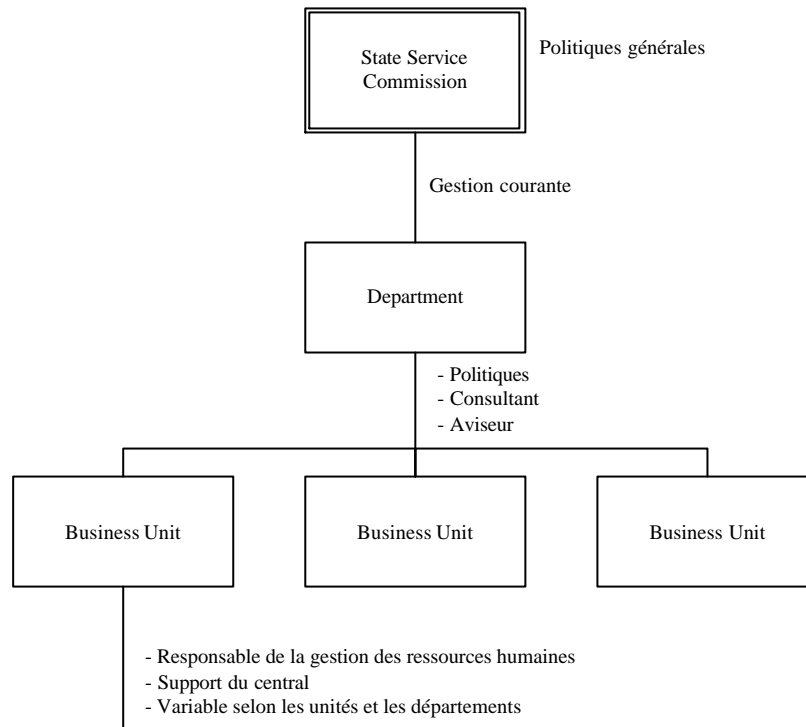 State Service
Commission
Politiques générales
Gestion courante
Department
- Politiques
- Consultant
- Aviseur
Business Unit
Business Unit
Business Unit
- Responsable de la gestion des ressources humaines
- Support du central
- Variable selon les unités et les départements